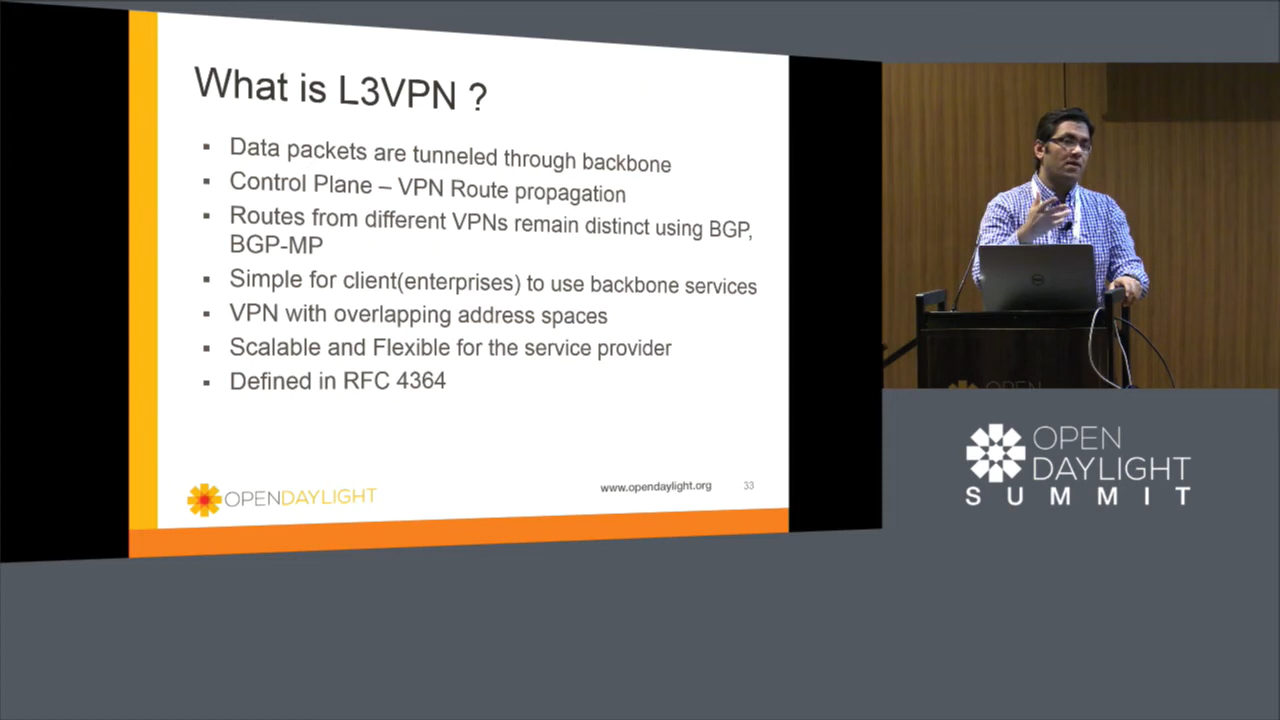 What is L3VPN ?
▪ Data packets are tunneled through backbone
▪ Control Plane – VPN Route propagation
▪ Routes from different VPNs remain distinct using BGP,
BGP-MP
▪ Simple for client(enterprises) to use backbone services
▪ VPN with overlapping address spaces
▪ Scalable and Flexible for the service provider
▪ Defined in RFC 4364
OPENDAYLIGHT
www.opendaylight.org 33
OPEN
OPEN
DAYLIGHT
SUMMIT